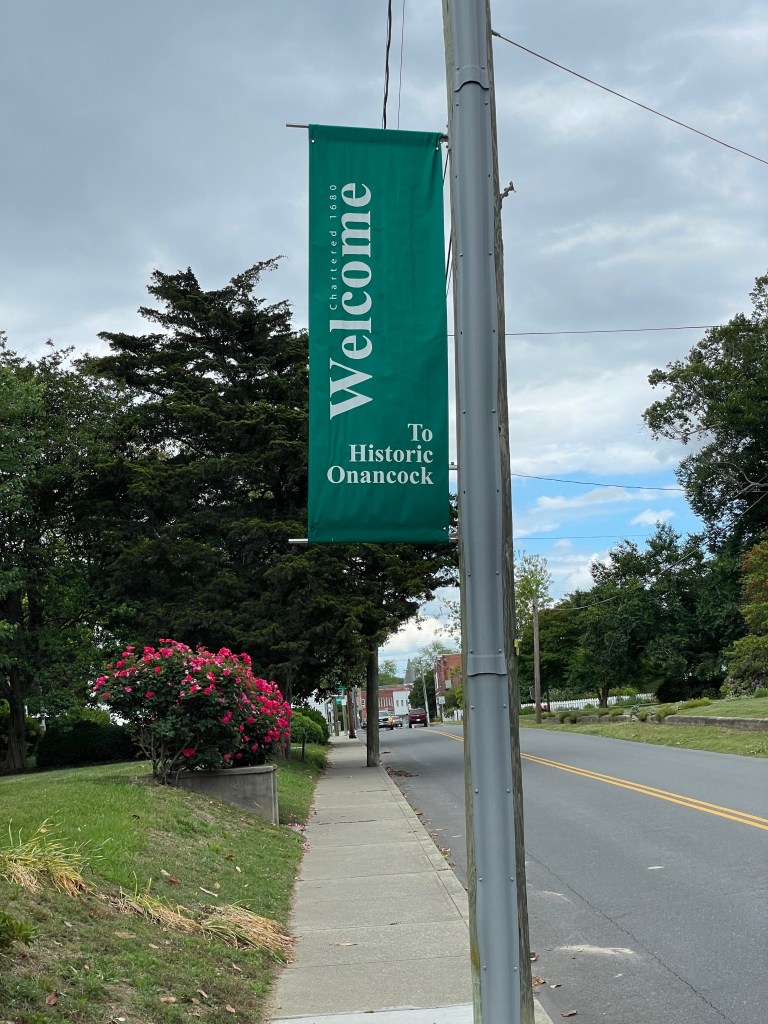 Chartered 1680
Welcome
To
Historic
Onancock